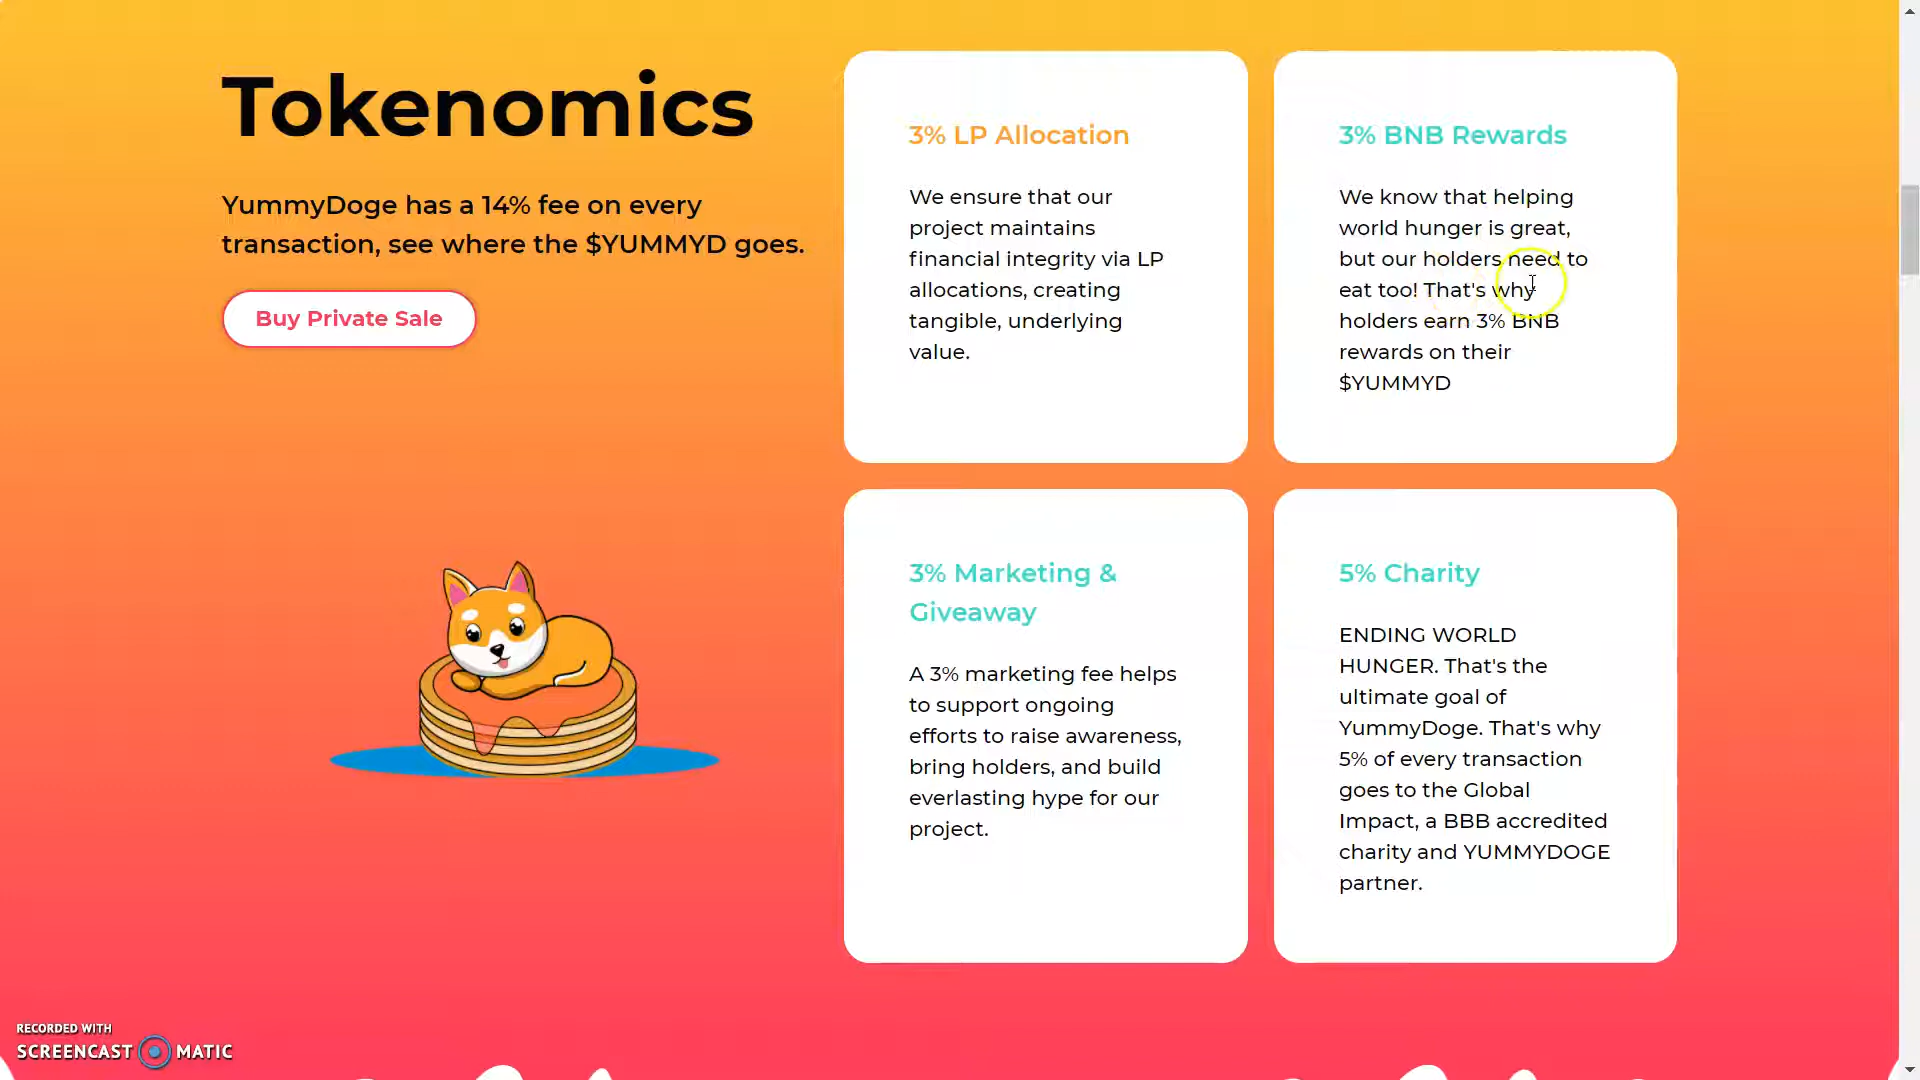 Tokenomics
YummyDoge has a 14% fee on every
transaction, see where the $YUMMYD goes.
Buy Private Sale
3% LP Allocation
We ensure that our
project maintains
financial integrity via LP
allocations, creating
tangible, underlying
value.
3% BNB Rewards
We know that helping
world hunger is great,
but our holders need to
eat too! That's why
holders earn 3% BNB
rewards on their
$YUMMYD
3% Marketing &
Giveaway
A 3% marketing fee helps
to support ongoing
efforts to raise awareness,
bring holders, and build
everlasting hype for our
project.
5% Charity
ENDING WORLD
HUNGER. That's the
ultimate goal of
YummyDoge. That's why
5% of every transaction
goes to the Global
Impact, a BBB accredited
charity and YUMMYDOGE
partner.
RECORDED WITH
SCREENCAST MATIC